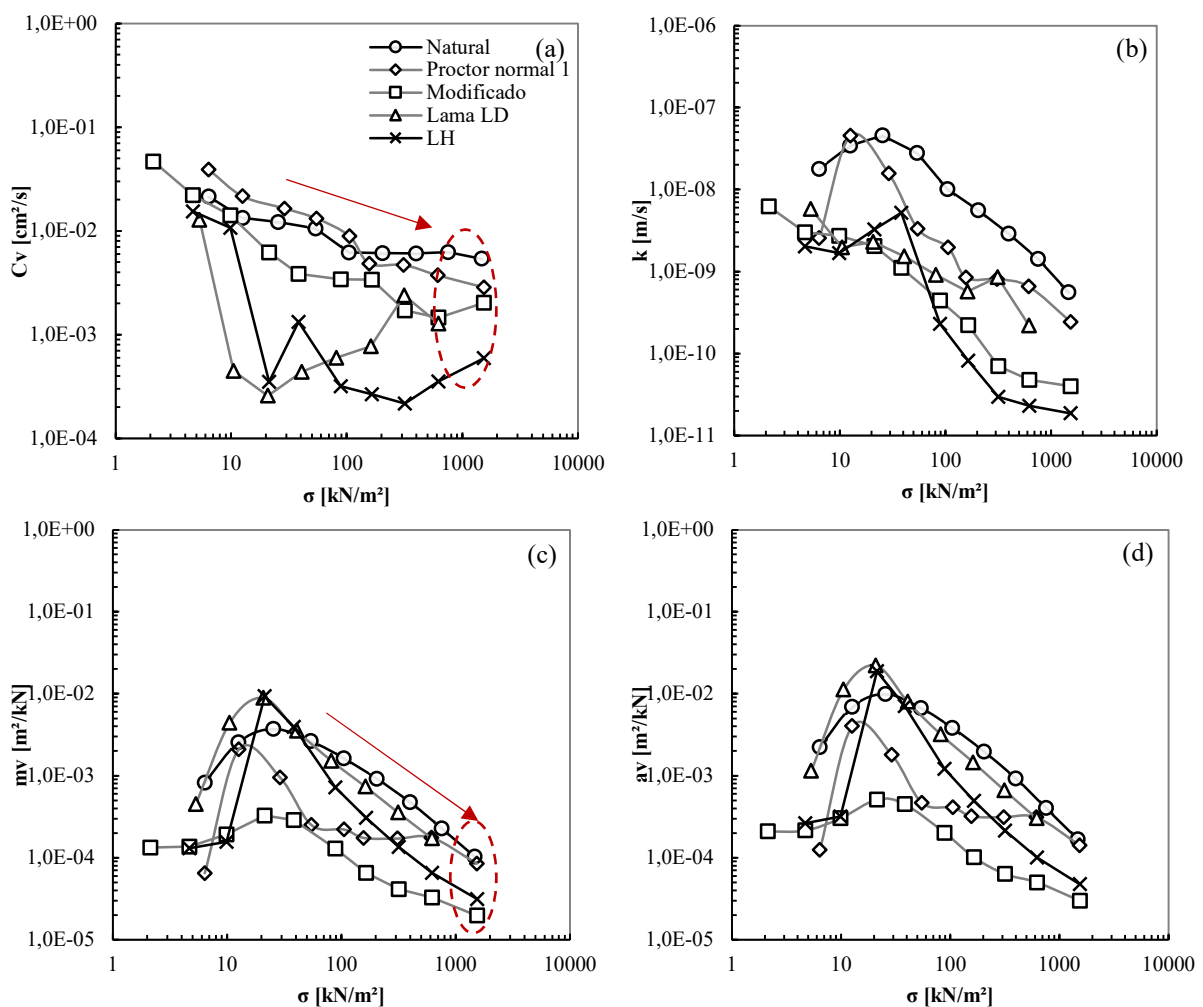 (a)
Natural
Proctor normal 1
Modificado
Lama LD
LH
1,0E+00
1,0E-01
1,0E-02
1,0E-03
1,0E-04
Cv [cm²/s]
1
10
100
1000
10000
σ [kN/m²]
(b)
1,0E-06
1,0E-07
1,0E-08
1,0E-09
1,0E-10
1,0E-11
k [m/s]
1
10
100
1000
10000
σ [kN/m²]
(c)
1,0E+00
1,0E-01
1,0E-02
1,0E-03
1,0E-04
1,0E-05
mv [m²/kN]
1
10
100
1000
10000
σ [kN/m²]
(d)
1,0E+00
1,0E-01
1,0E-02
1,0E-03
1,0E-04
1,0E-05
av [m²/kN]
1
10
100
1000
10000
σ [kN/m²]